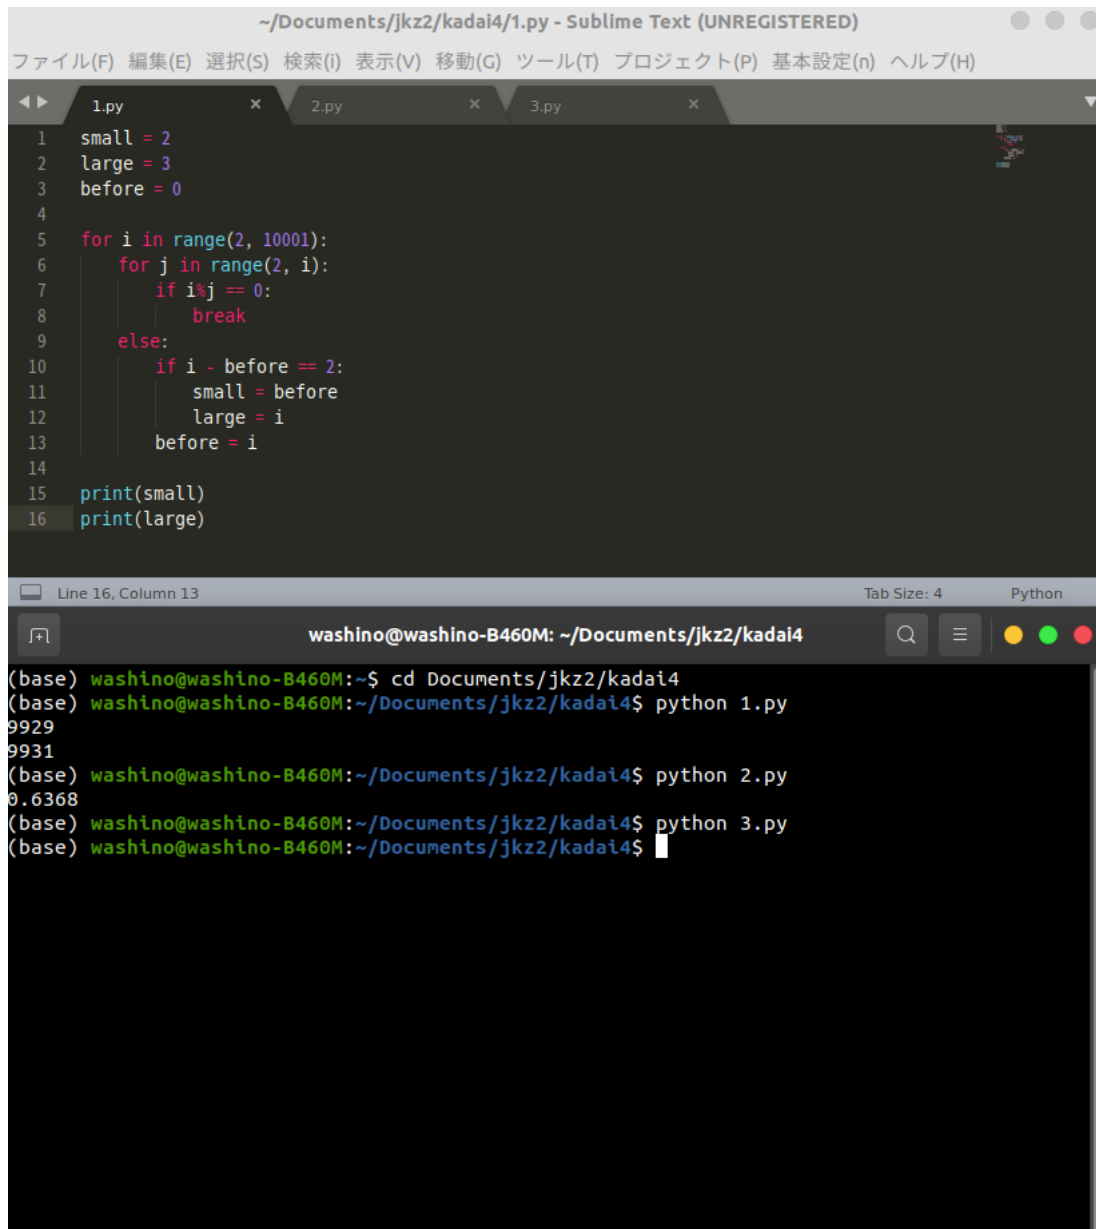 ~/Documents/jkz2/kadai4/1.py - Sublime Text (UNREGISTERED)
ファイル(F) 編集(E) 選択(S) 検索(i) 表示(V) 移動(G) ツール(T) プロジェクト(P) 基本設定(n) ヘルプ(H)
1.py × 2.py × 3.py ×
1 small = 2
2 large = 3
3 before = 0
4
5 for i in range(2, 10001):
6     for j in range(2, i):
7         if i%j == 0:
8             break
9     else:
10         if i - before == 2:
11             small = before
12             large = i
13         before = i
14
15 print(small)
16 print(large)
Line 16, Column 13 Tab Size: 4 Python
washino@washino-B460M: ~/Documents/jkz2/kadai4
(base) washino@washino-B460M:~$ cd Documents/jkz2/kadai4
(base) washino@washino-B460M:~/Documents/jkz2/kadai4$ python 1.py
9929
9931
(base) washino@washino-B460M:~/Documents/jkz2/kadai4$ python 2.py
0.6368
(base) washino@washino-B460M:~/Documents/jkz2/kadai4$ python 3.py
(base) washino@washino-B460M:~/Documents/jkz2/kadai4$